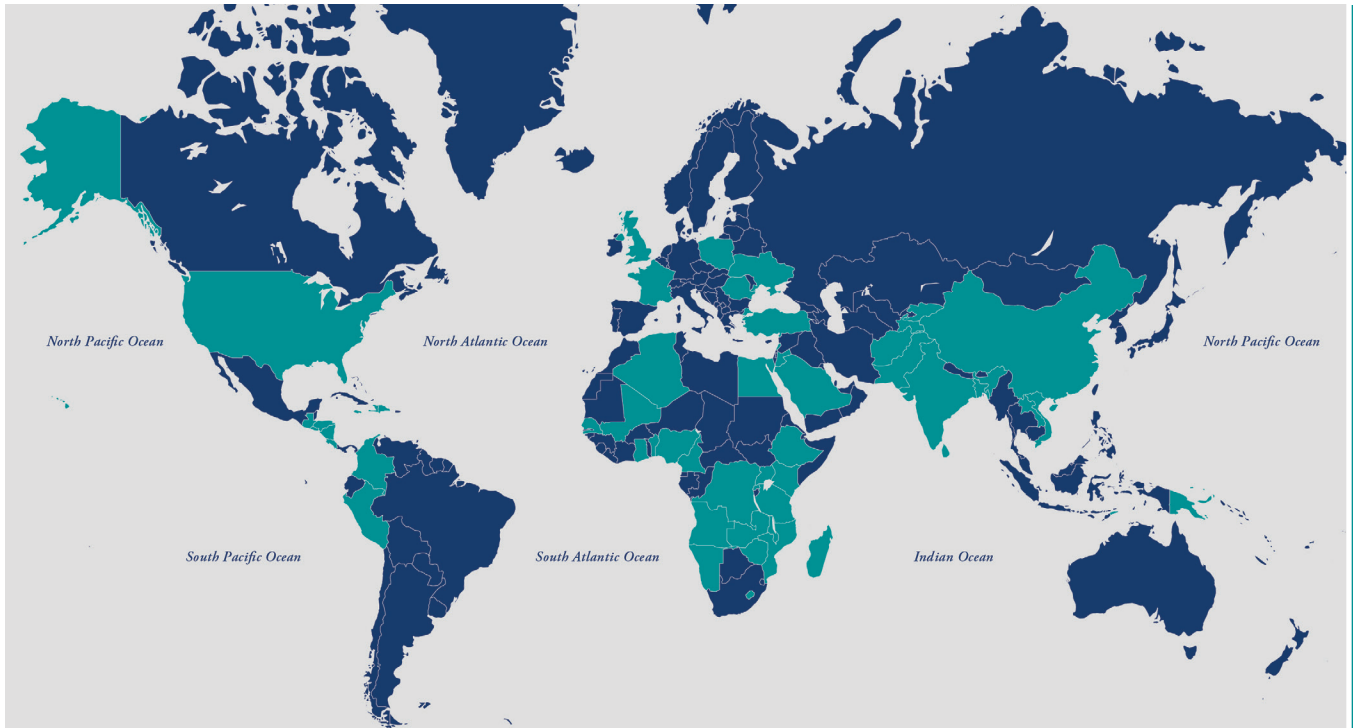 North Pacific Ocean
North Atlantic Ocean
North Pacific Ocean
South Pacific Ocean
South Atlantic Ocean
Indian Ocean